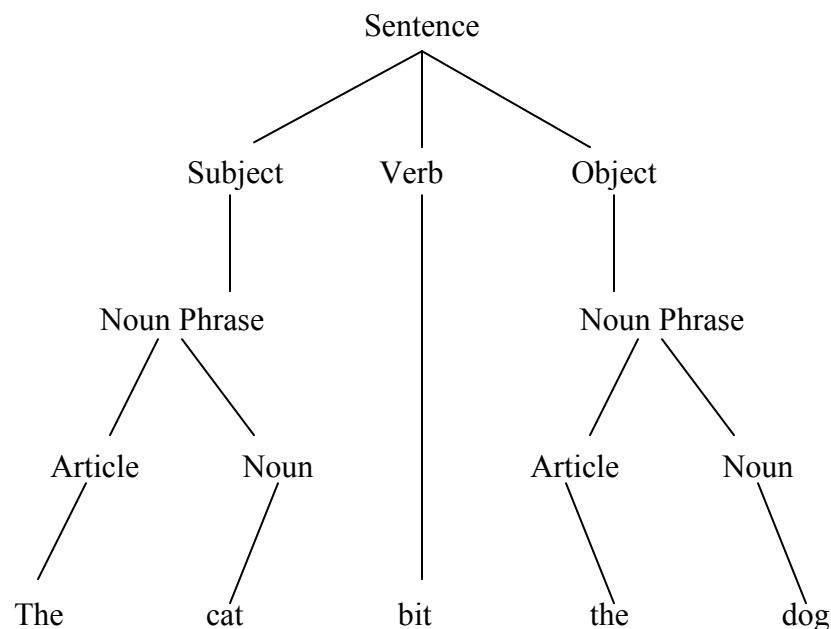 Sentence
Subject Verb Object
Noun Phrase Noun Phrase
Article Noun Article Noun
The cat bit the dog